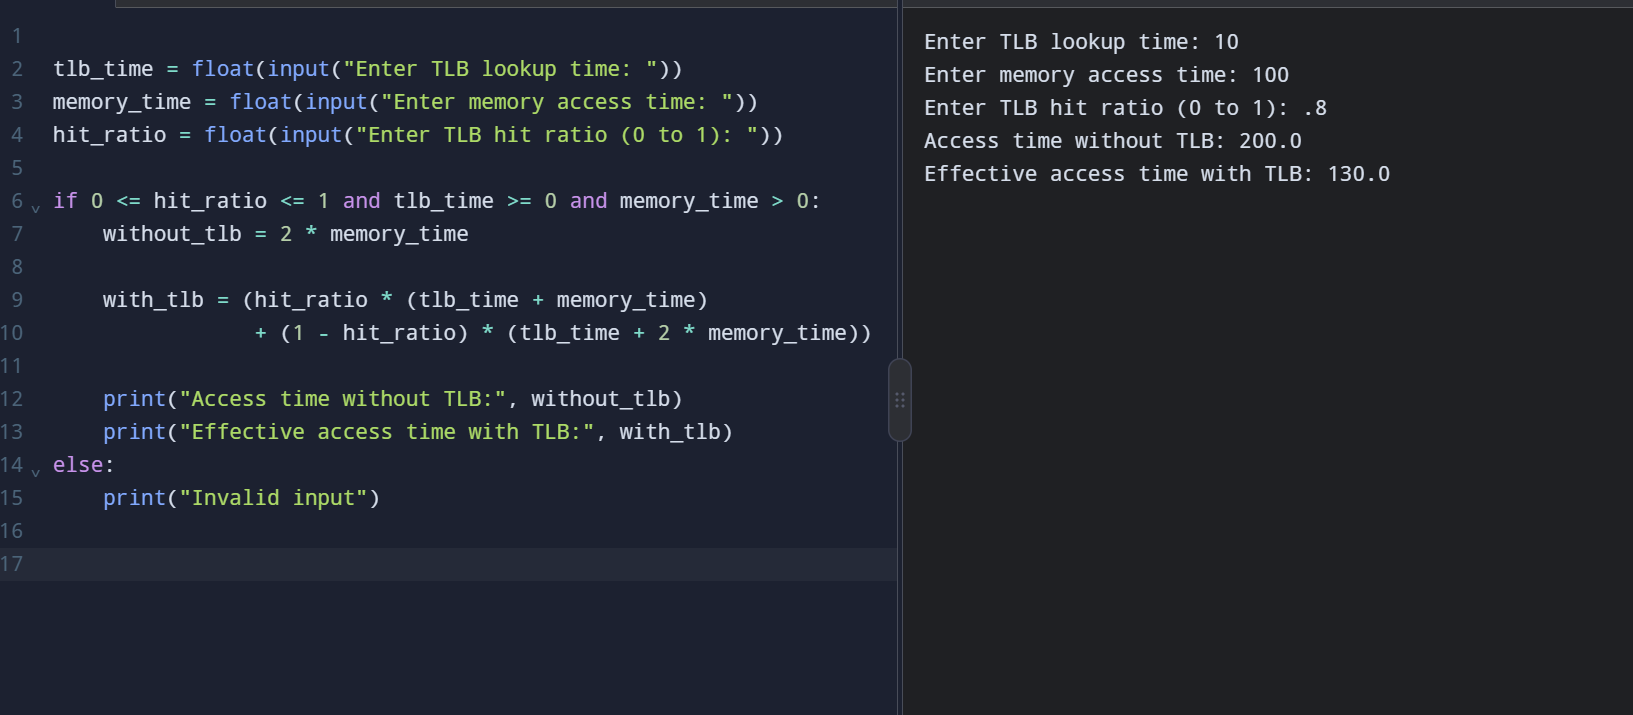 1
2 tlb_time = float(input("Enter TLB lookup time: "))
3 memory_time = float(input("Enter memory access time: "))
4 hit_ratio = float(input("Enter TLB hit ratio (0 to 1): "))
5
6 if 0 <= hit_ratio <= 1 and tlb_time >= 0 and memory_time > 0:
7     without_tlb = 2 * memory_time
8
9     with_tlb = (hit_ratio * (tlb_time + memory_time)
10                 + (1 - hit_ratio) * (tlb_time + 2 * memory_time))
11
12     print("Access time without TLB:", without_tlb)
13     print("Effective access time with TLB:", with_tlb)
14 else:
15     print("Invalid input")
16
17
Enter TLB lookup time: 10
Enter memory access time: 100
Enter TLB hit ratio (0 to 1): .8
Access time without TLB: 200.0
Effective access time with TLB: 130.0